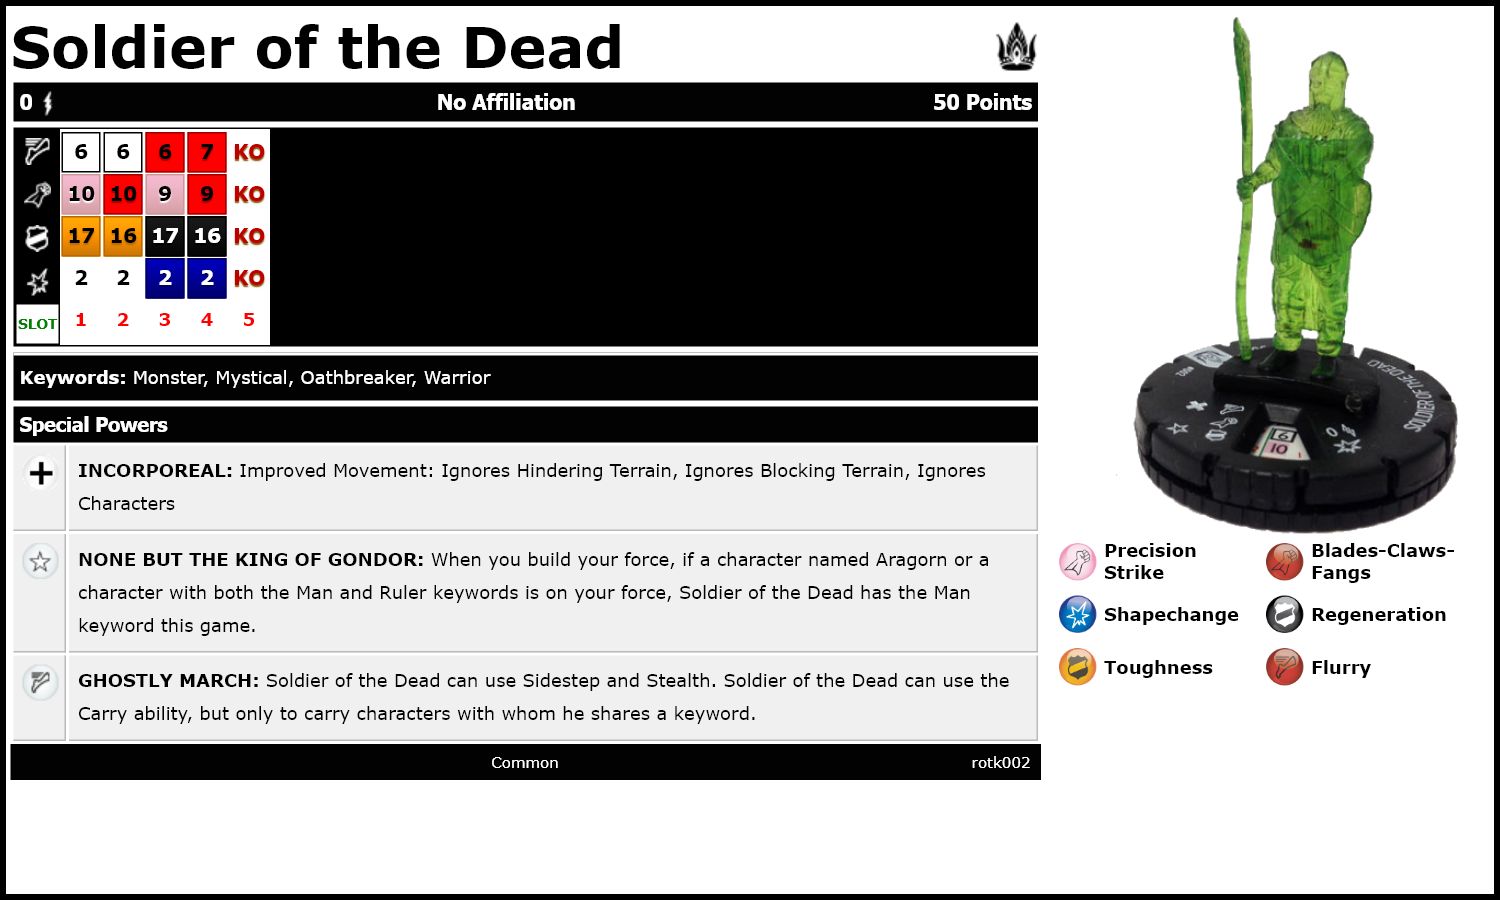 Soldier of the Dead
0 No Affiliation 50 Points
6 6 6 7 KO
10 10 9 9 KO
17 16 17 16 KO
2 2 2 2 KO
SLOT 1 2 3 4 5
Keywords: Monster, Mystical, Oathbreaker, Warrior
Special Powers
INCORPOREAL: Improved Movement: Ignores Hindering Terrain, Ignores Blocking Terrain, Ignores
Characters
NONE BUT THE KING OF GONDOR: When you build your force, if a character named Aragorn or a
character with both the Man and Ruler keywords is on your force, Soldier of the Dead has the Man
keyword this game.
GHOSTLY MARCH: Soldier of the Dead can use Sidestep and Stealth. Soldier of the Dead can use the
Carry ability, but only to carry characters with whom he shares a keyword.
Common rotk002
#002
SOLDIER OF THE DEAD
6
10
0
Precision
Strike
Blades-Claws-
Fangs
Shapechange
Regeneration
Toughness
Flurry